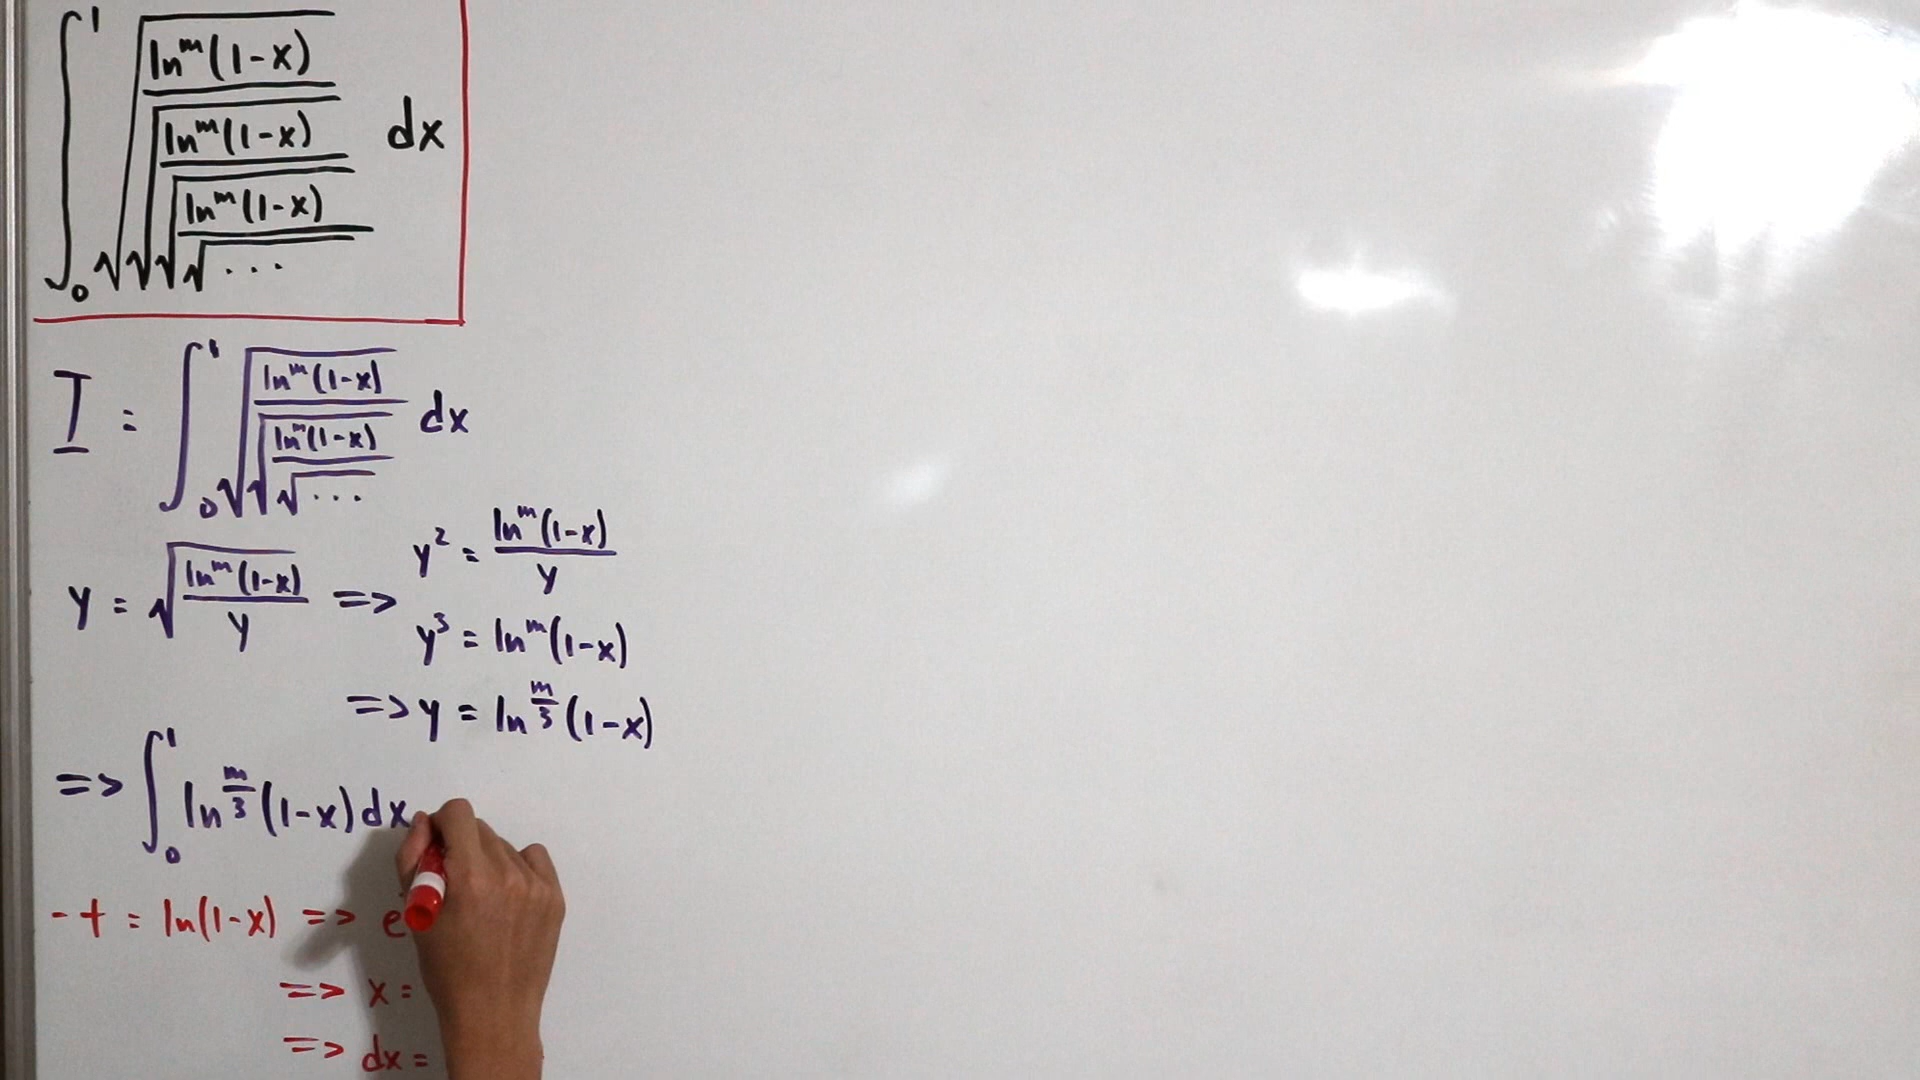 ∫₀¹ √(lnᵐ(1-x) / √(lnᵐ(1-x) / √(lnᵐ(1-x) / √(...)))) dx
I = ∫₀¹ √(lnᵐ(1-x) / √(lnᵐ(1-x) / √(...))) dx
y = √(lnᵐ(1-x) / y) => y² = lnᵐ(1-x) / y
y³ = lnᵐ(1-x)
=> y = ln^(m/3) (1-x)
=> ∫₀¹ ln^(m/3) (1-x) dx
-t = ln(1-x) => e
=> x =
=> dx =